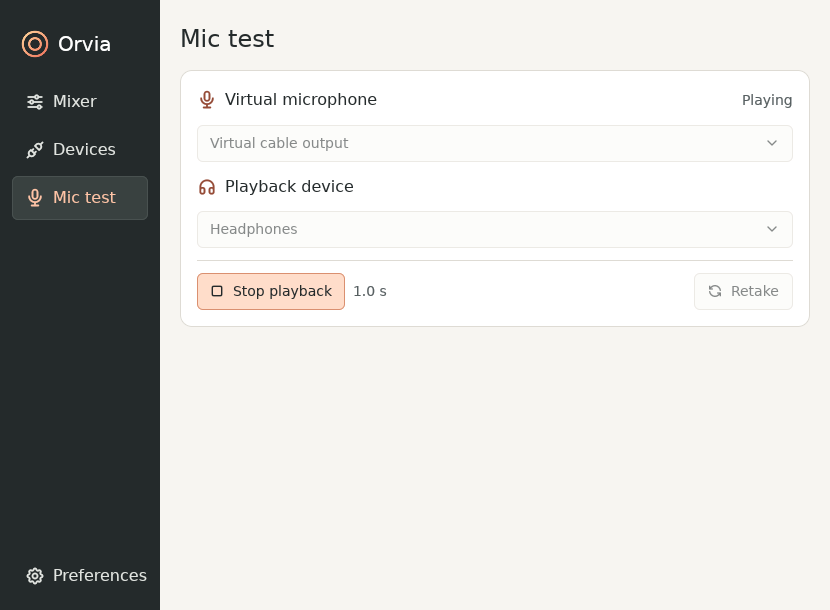 Orvia
Mixer
Devices
Mic test
Preferences
Mic test
Virtual microphone
Playing
Virtual cable output
Playback device
Headphones
Stop playback
1.0 s
Retake